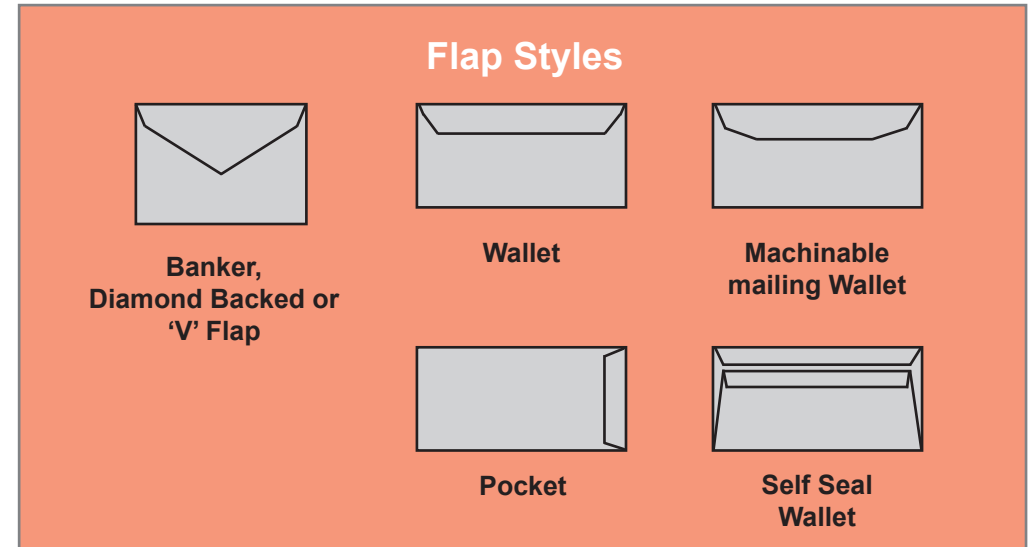 Flap Styles
Banker,
Diamond Backed or
‘V’ Flap
Wallet
Machinable
mailing Wallet
Pocket
Self Seal
Wallet